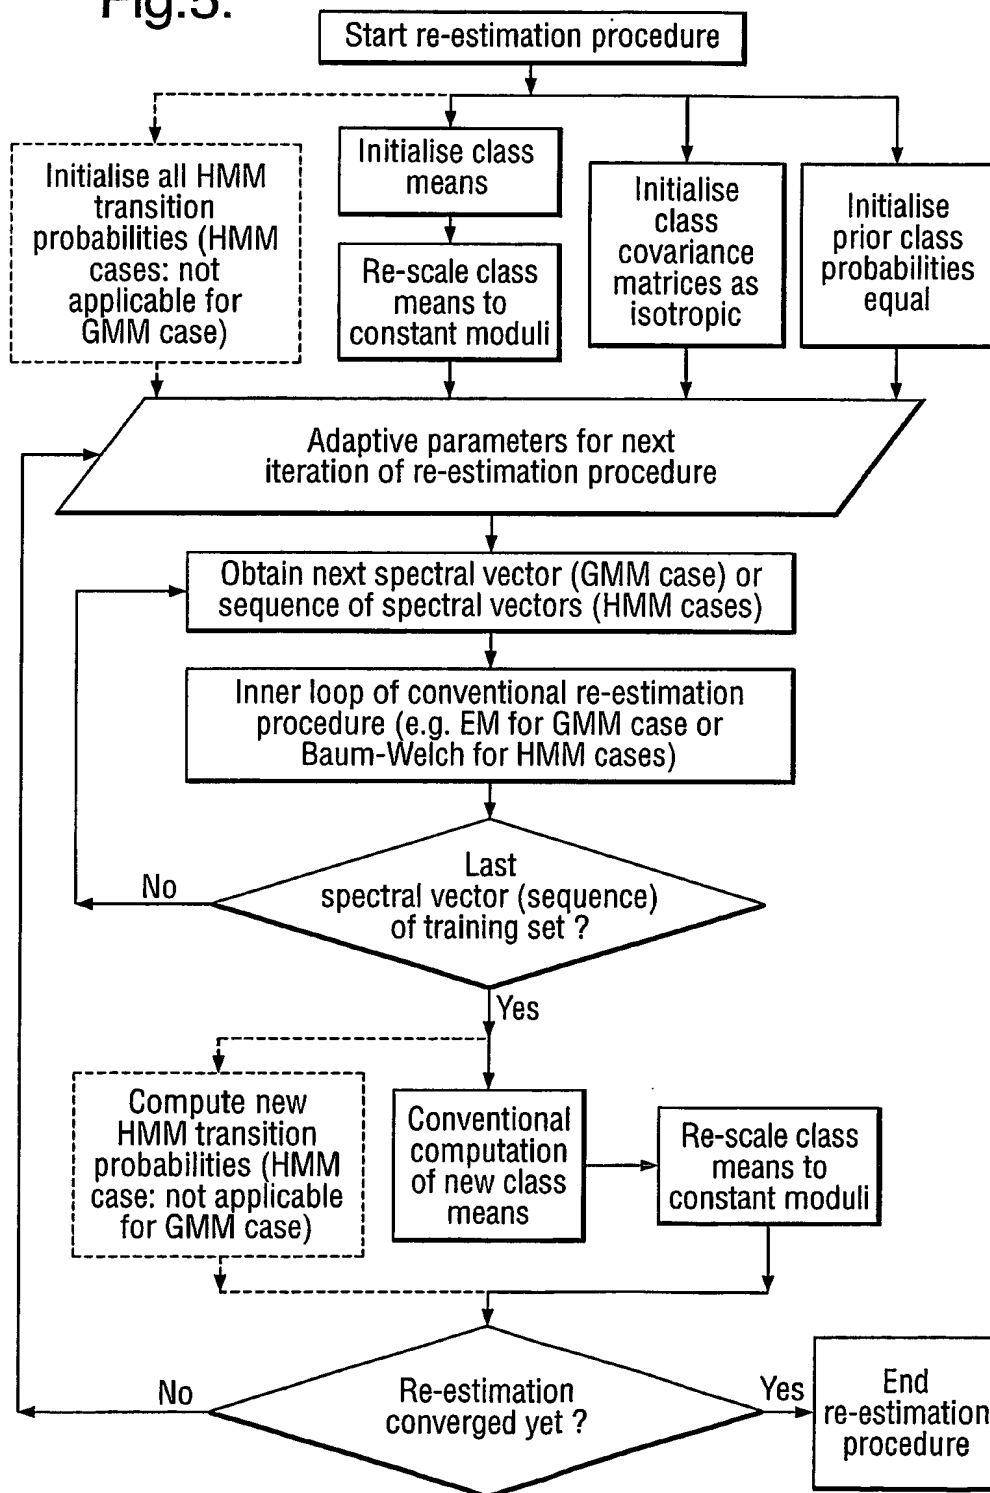 Fig.5.
Start re-estimation procedure
Initialise all HMM
transition
probabilities (HMM
cases: not
applicable for
GMM case)
Initialise class
means
Re-scale class
means to
constant moduli
Initialise
class
covariance
matrices as
isotropic
Initialise
prior class
probabilities
equal
Adaptive parameters for next
iteration of re-estimation procedure
Obtain next spectral vector (GMM case) or
sequence of spectral vectors (HMM cases)
Inner loop of conventional re-estimation
procedure (e.g. EM for GMM case or
Baum-Welch for HMM cases)
Last
spectral vector (sequence)
of training set ?
No
Yes
Compute new
HMM transition
probabilities (HMM
case: not applicable
for GMM case)
Conventional
computation
of new class
means
Re-scale class
means to
constant moduli
Re-estimation
converged yet ?
No
Yes
End
re-estimation
procedure